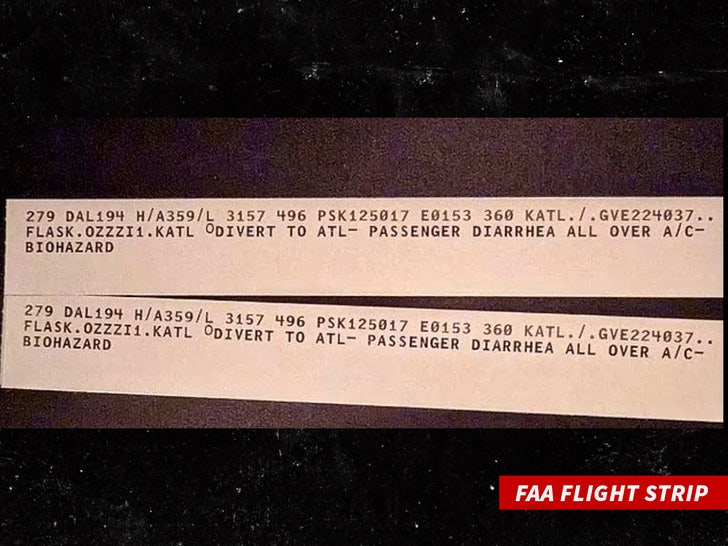 279 DAL194 H/A359/L 3157 496 PSK125017 E0153 360 KATL./.GVE224037..
FLASK.OZZZI1.KATL ODIVERT TO ATL– PASSENGER DIARRHEA ALL OVER A/C–
BIOHAZARD
279 DAL194 H/A359/L 3157 496 PSK125017 E0153 360 KATL./.GVE224037..
FLASK.OZZZI1.KATL ODIVERT TO ATL– PASSENGER DIARRHEA ALL OVER A/C–
BIOHAZARD
FAA FLIGHT STRIP